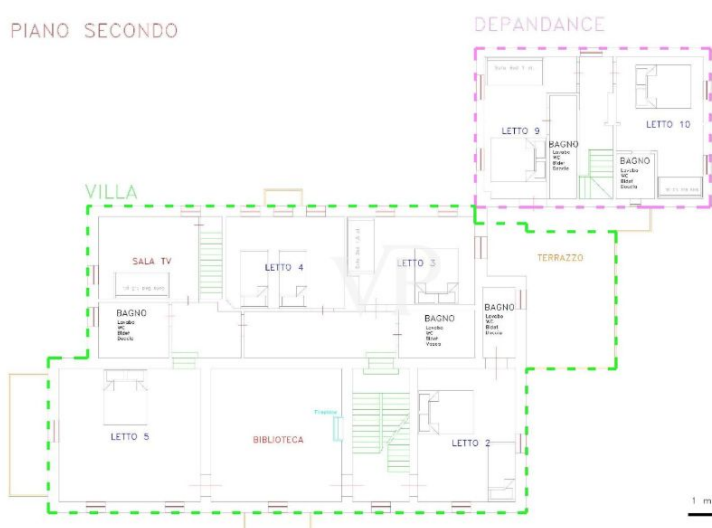 PIANO SECONDO
DEPANDANCE
LETTO 9
LETTO 10
BAGNO
Lavabo
WC
Bidet
Doccia
BAGNO
Lavabo
WC
Bidet
Doccia
VILLA
SALA TV
LETTO 4
LETTO 3
TERRAZZO
BAGNO
Lavabo
WC
Bidet
Doccia
BAGNO
Lavabo
WC
Bidet
Vasca
BAGNO
Lavabo
WC
Bidet
Doccia
VP
LETTO 5
BIBLIOTECA
LETTO 2
1 m